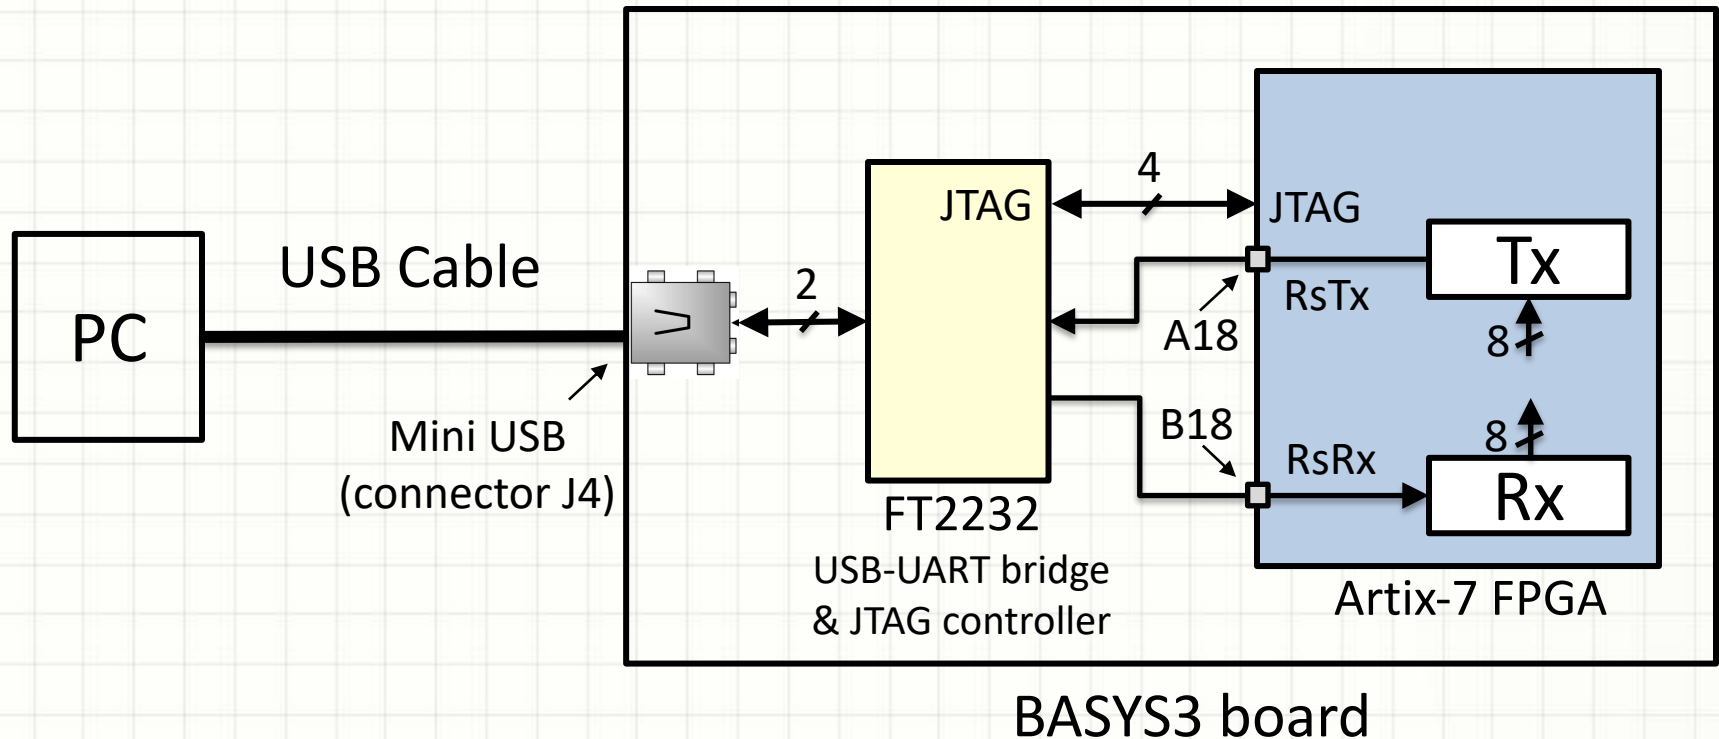 PC
USB Cable
Mini USB
(connector J4)
2
JTAG
FT2232
USB-UART bridge
& JTAG controller
4
A18
B18
JTAG
RsTx
Tx
8
8
RsRx
Rx
Artix-7 FPGA
BASYS3 board